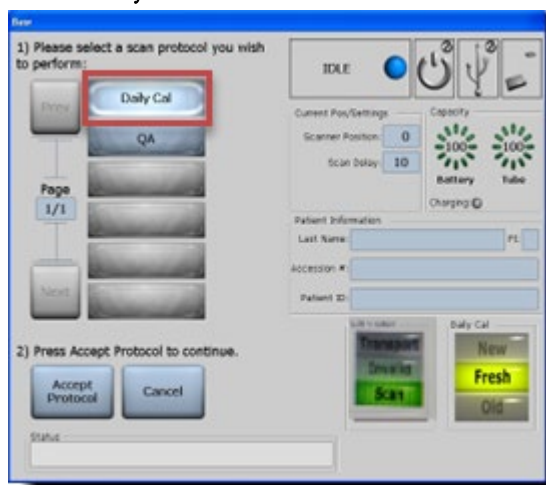 1) Please select a scan protocol you wish
to perform:
Prev
Daily Cal
QA
Page
1/1
Next
2) Press Accept Protocol to continue.
Accept
Protocol
Cancel
Status
IDLE
2
2
Current Pos/Settings
Scanner Position: 0
Scan Delay: 10
Capacity
100
100
Battery
Tube
Charging:
Patient Information
Last Name:
FI:
Accession #:
Patient ID:
Transport
Scan
Daily Cal
New
Fresh
Old